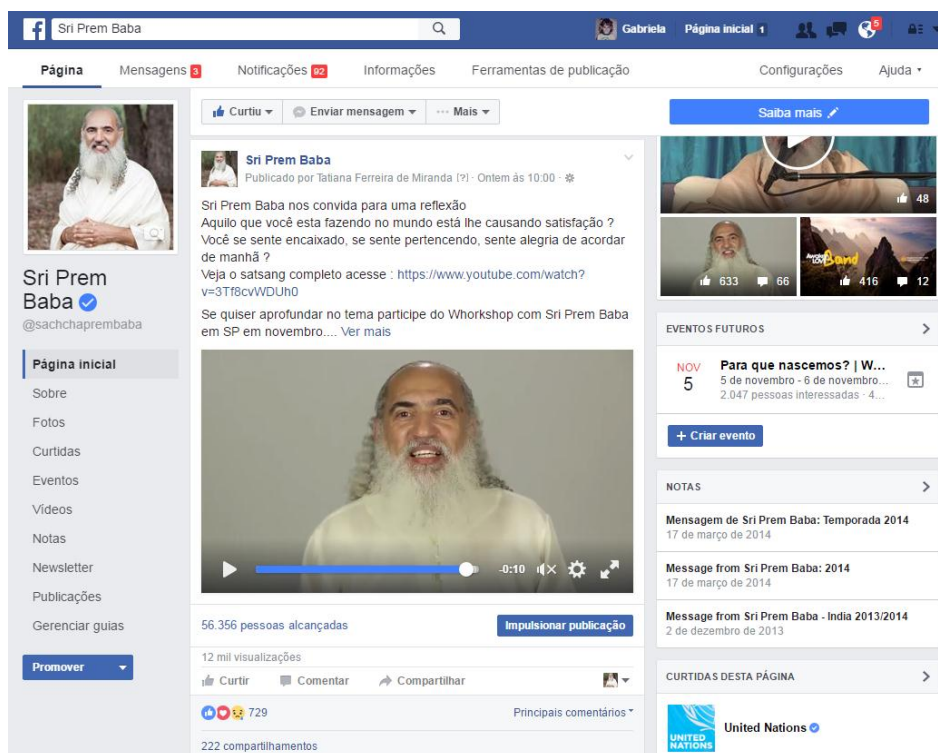 Sri Prem Baba
Gabriela
Página inicial 1
5
Página
Mensagens 3
Notificações 92
Informações
Ferramentas de publicação
Configurações
Ajuda
Sri Prem
Baba
@sachchaprembaba
Página inicial
Sobre
Fotos
Curtidas
Eventos
Vídeos
Notas
Newsletter
Publicações
Gerenciar guias
Promover
Curtiu
Enviar mensagem
Mais
Sri Prem Baba
Publicado por Tatiana Ferreira de Miranda [?] · Ontem às 10:00 ·
Sri Prem Baba nos convida para uma reflexão
Aquilo que você esta fazendo no mundo está lhe causando satisfação ?
Você se sente encaixado, se sente pertencendo, sente alegria de acordar
de manhã ?
Veja o satsang completo acesse : https://www.youtube.com/watch?
v=3Tf8cvWDUh0
Se quiser aprofundar no tema participe do Whorkshop com Sri Prem Baba
em SP em novembro.... Ver mais
-0:10
56.356 pessoas alcançadas
Impulsionar publicação
12 mil visualizações
Curtir
Comentar
Compartilhar
729
Principais comentários
222 compartilhamentos
Saiba mais
48
633 66
Awake LOVE Band
416 12
EVENTOS FUTUROS
NOV
5
Para que nascemos? | W...
5 de novembro - 6 de novembro...
2.047 pessoas interessadas · 4...
+ Criar evento
NOTAS
Mensagem de Sri Prem Baba: Temporada 2014
17 de março de 2014
Message from Sri Prem Baba: 2014
17 de março de 2014
Message from Sri Prem Baba - India 2013/2014
2 de dezembro de 2013
CURTIDAS DESTA PÁGINA
UNITED
NATIONS
United Nations